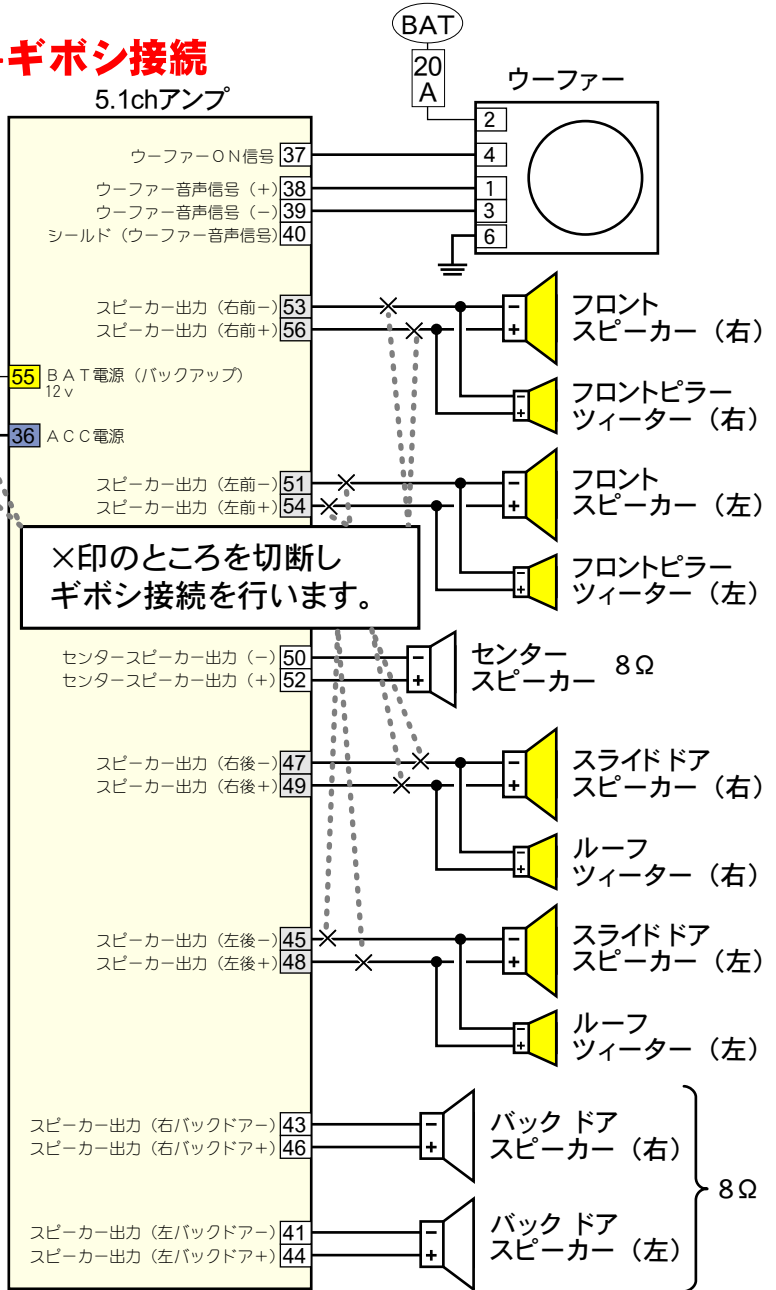 ギボシ接続
BAT
20
A
5.1chアンプ
ウーファー
2
ウーファーON信号 37
4
ウーファー音声信号（+） 38
1
ウーファー音声信号（−） 39
3
シールド（ウーファー音声信号） 40
6
スピーカー出力（右前−） 53
スピーカー出力（右前+） 56
−
+
フロント
スピーカー（右）
55 BAT電源（バックアップ）
12v
−
+
フロントピラー
ツィーター（右）
36 ACC電源
スピーカー出力（左前−） 51
スピーカー出力（左前+） 54
−
+
フロント
スピーカー（左）
×印のところを切断し
ギボシ接続を行います。
−
+
フロントピラー
ツィーター（左）
センタースピーカー出力（−） 50
センタースピーカー出力（+） 52
−
+
センター
スピーカー
8Ω
スピーカー出力（右後−） 47
スピーカー出力（右後+） 49
−
+
スライドドア
スピーカー（右）
−
+
ルーフ
ツィーター（右）
スピーカー出力（左後−） 45
スピーカー出力（左後+） 48
−
+
スライドドア
スピーカー（左）
−
+
ルーフ
ツィーター（左）
スピーカー出力（右バックドアー−） 43
スピーカー出力（右バックドアー+） 46
−
+
バックドア
スピーカー（右）
8Ω
スピーカー出力（左バックドアー−） 41
スピーカー出力（左バックドアー+） 44
−
+
バックドア
スピーカー（左）